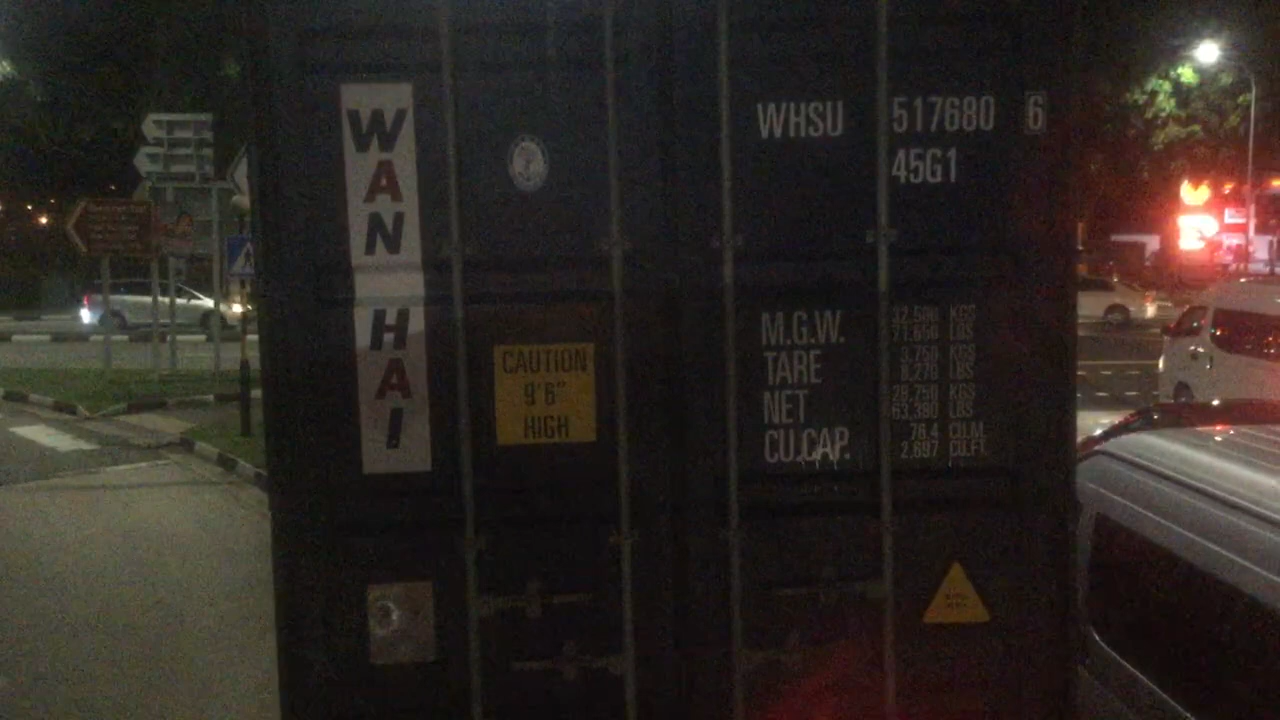 WAN HAI
WHSU 517680 6
45G1
CAUTION
9'6"
HIGH
M.G.W. 32,500 KGS
71,650 LBS
TARE 3,750 KGS
8,270 LBS
NET 28,750 KGS
63,380 LBS
CU.CAP. 76.4 CU.M.
2,697 CU.FT.